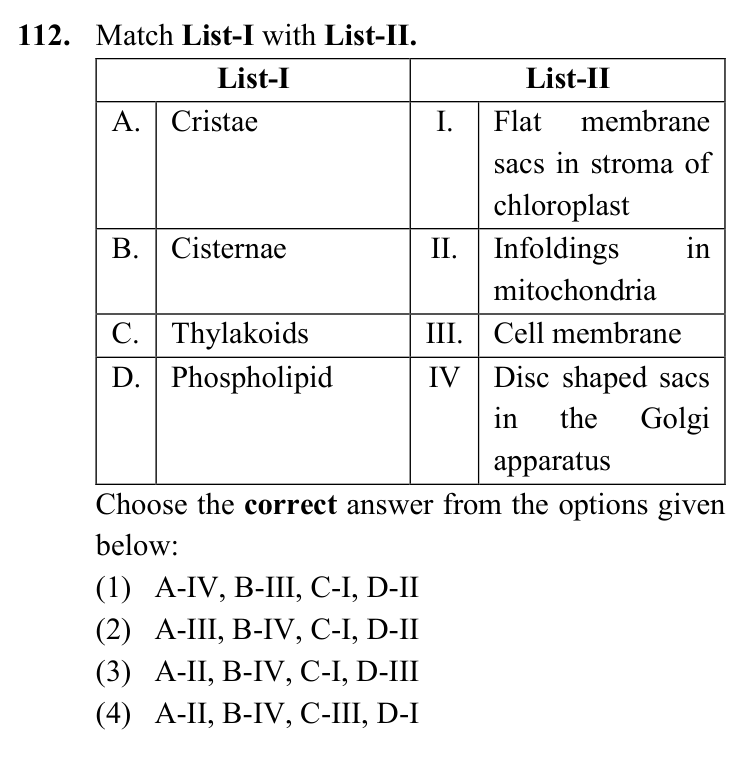 112. Match List-I with List-II.
List-I List-II
A. Cristae I. Flat membrane
sacs in stroma of
chloroplast
B. Cisternae II. Infoldings in
mitochondria
C. Thylakoids III. Cell membrane
D. Phospholipid IV Disc shaped sacs
in the Golgi
apparatus
Choose the correct answer from the options given
below:
(1) A-IV, B-III, C-I, D-II
(2) A-III, B-IV, C-I, D-II
(3) A-II, B-IV, C-I, D-III
(4) A-II, B-IV, C-III, D-I